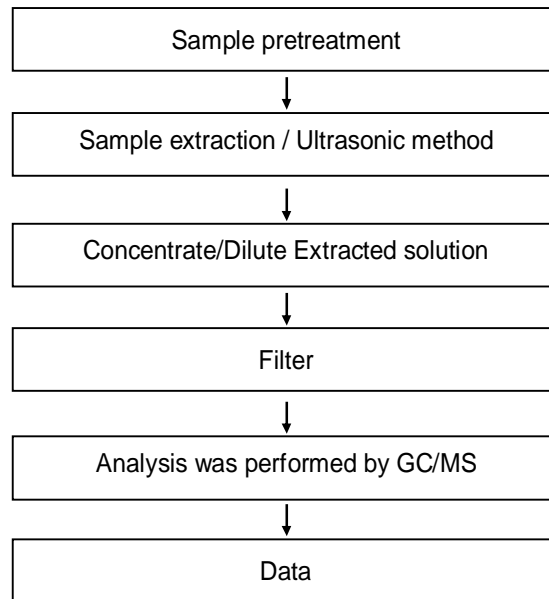 Sample pretreatment
Sample extraction / Ultrasonic method
Concentrate/Dilute Extracted solution
Filter
Analysis was performed by GC/MS
Data